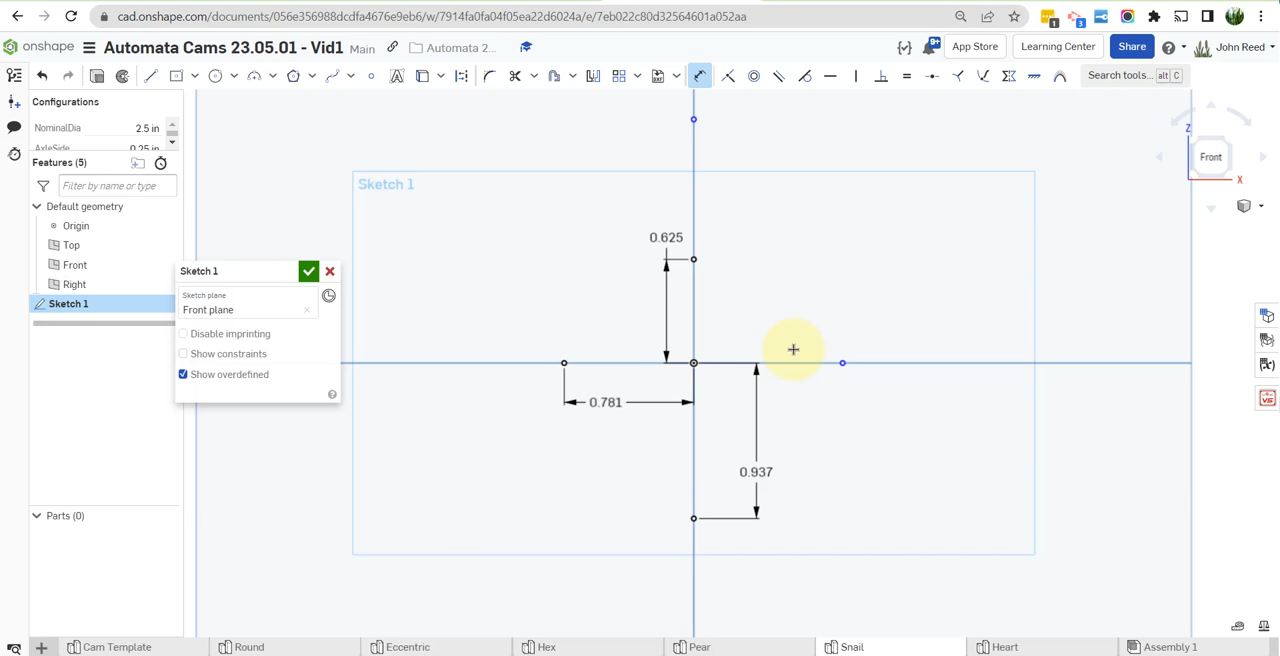 cad.onshape.com/documents/056e356988dcdfa4676e9eb6/w/7914fa0fa04f05ea22d6024a/e/7eb022c80d32564601a052aa
1
3
onshape
Automata Cams 23.05.01 - Vid1
Main
Automata 2...
9+
App Store
Learning Center
Share
John Reed
Search tools...
alt
C
Configurations
NominalDia
2.5 in
AxleSide
0.25 in
Features (5)
Filter by name or type
Default geometry
Origin
Top
Front
Right
Sketch 1
Parts (0)
Sketch 1
Sketch plane
Front plane
Disable imprinting
Show constraints
Show overdefined
Sketch 1
0.625
0.781
0.937
Z
Front
X
Cam Template
Round
Eccentric
Hex
Pear
Snail
Heart
Assembly 1